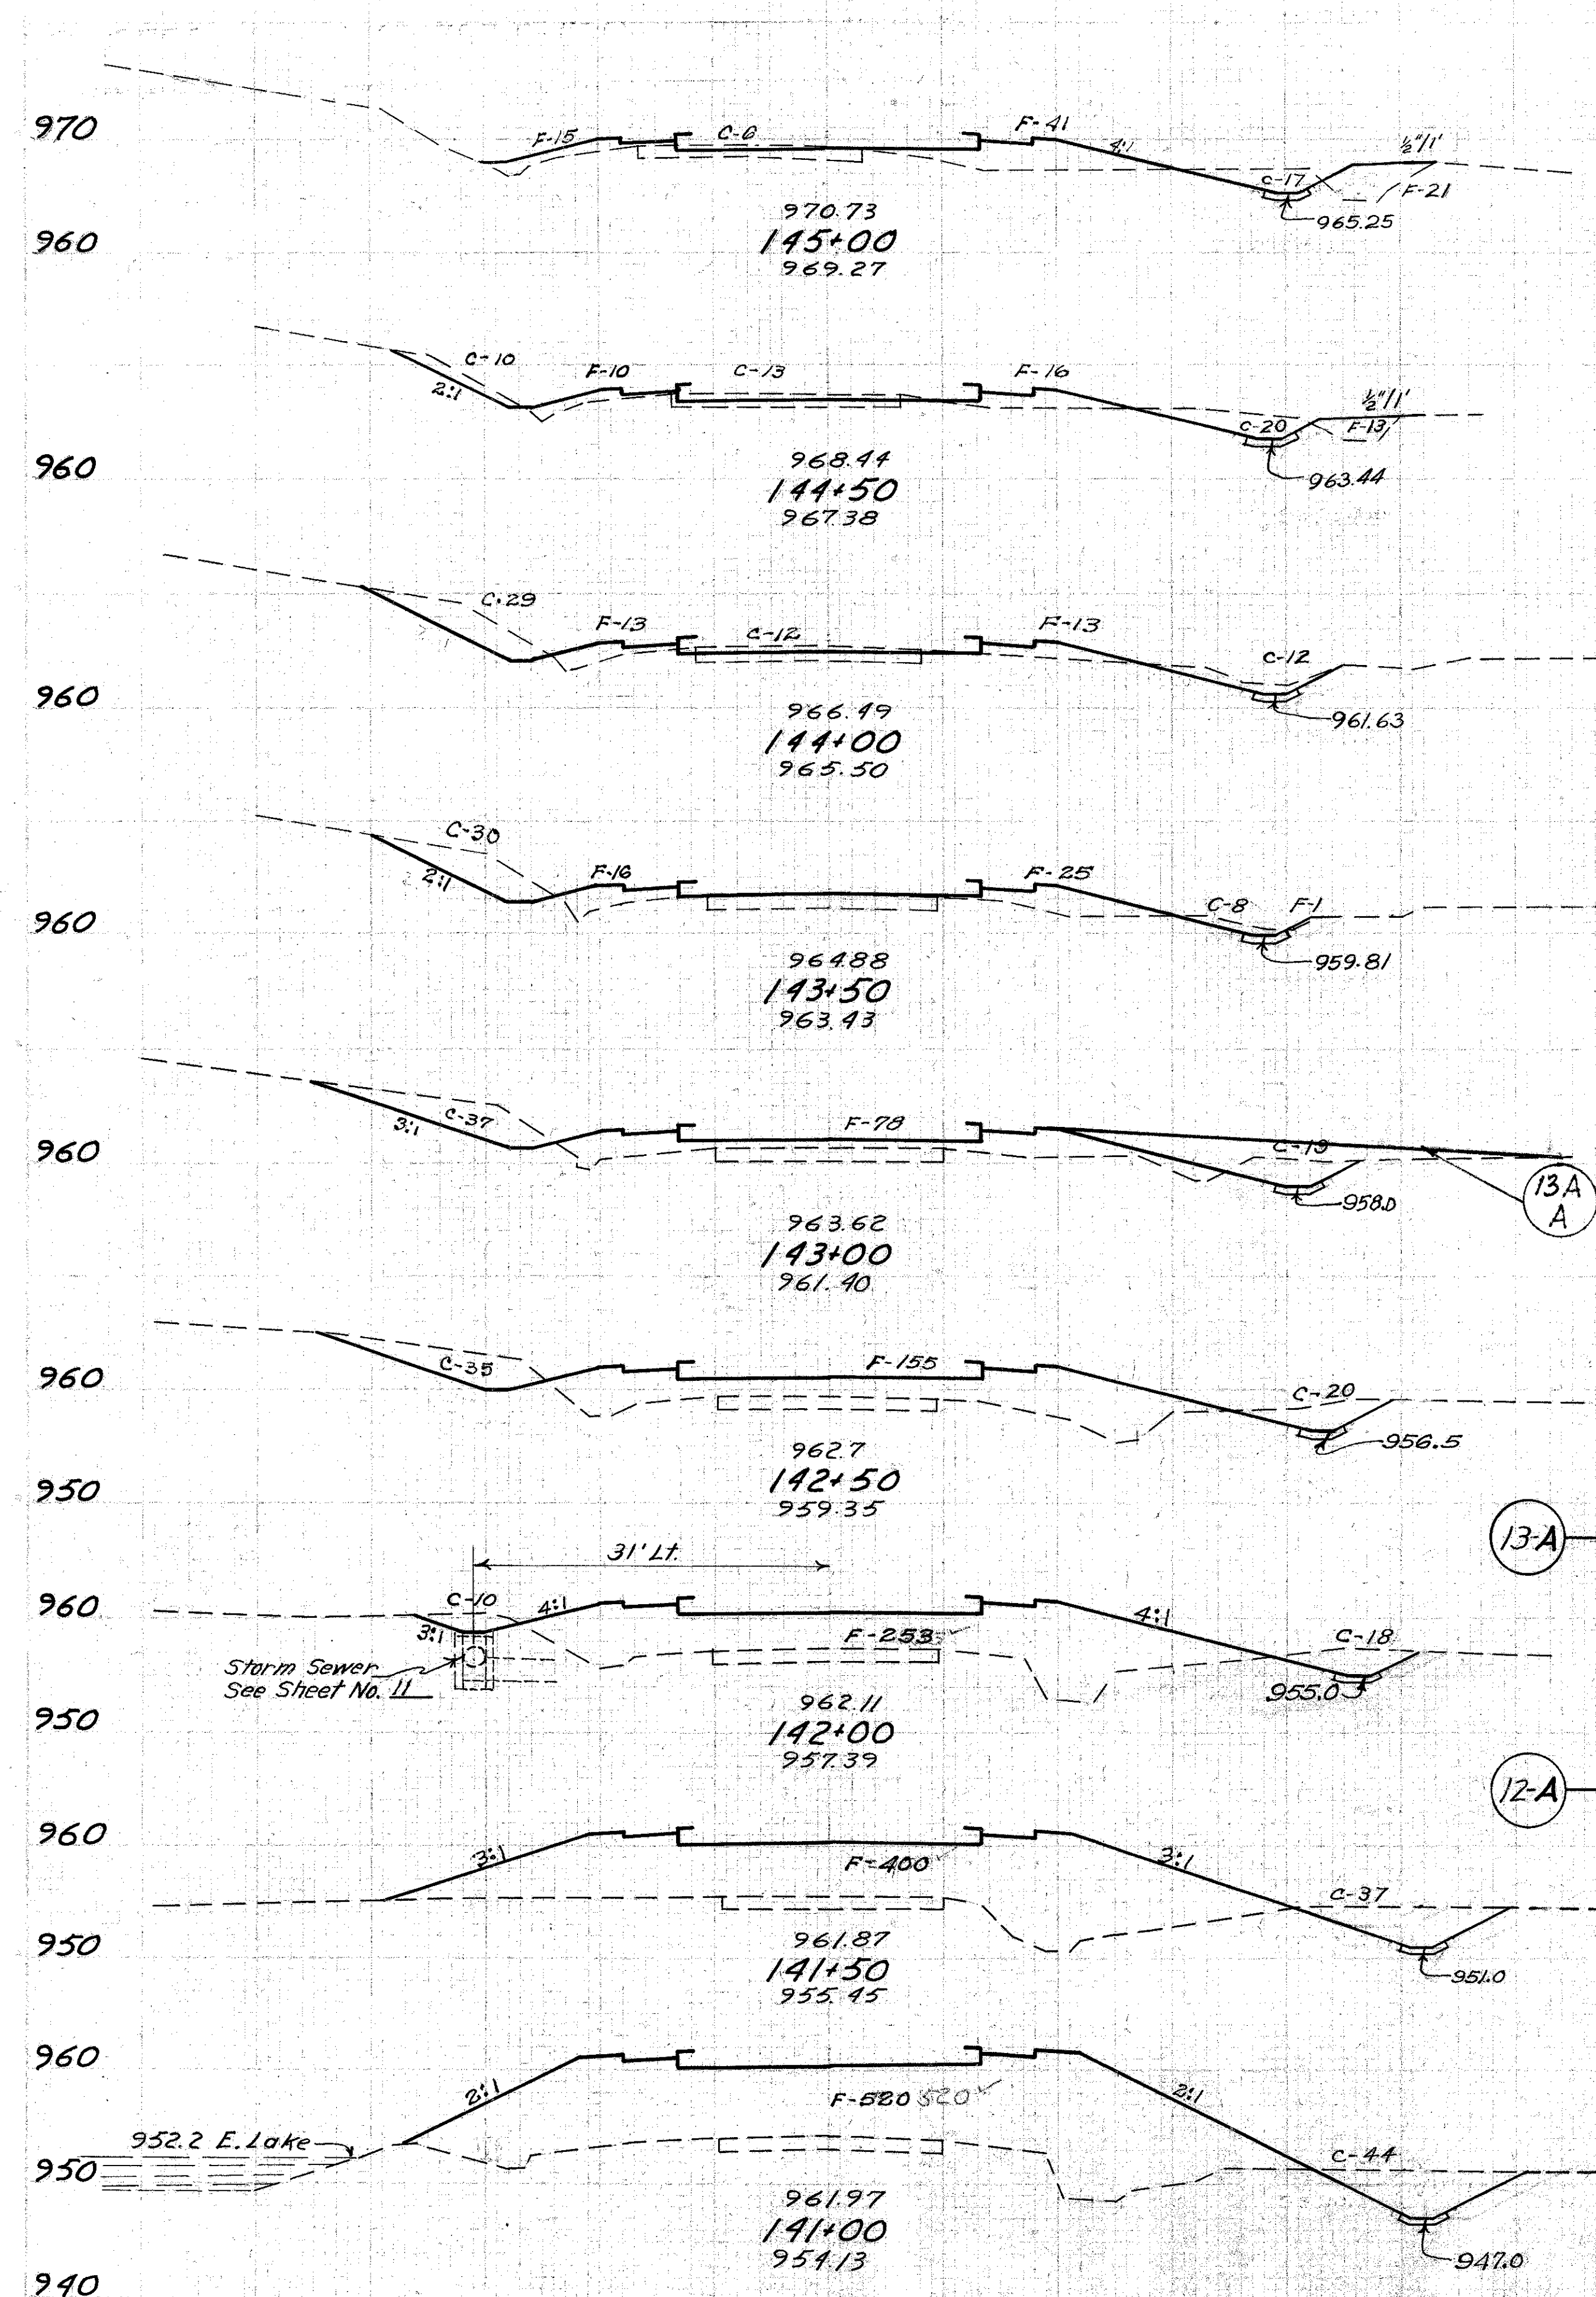 970
F-15
C-6
F-41
4:1
½"/1'
C-17
F-21
965.25
970.73
960
145+00
969.27
C-10
2:1
F-10
C-13
F-16
½"/1'
C-20
F-13
960
968.44
963.44
144+50
967.38
C-29
F-13
C-12
F-13
C-12
960
966.49
961.63
144+00
965.50
C-30
2:1
F-16
F-25
C-8
F-1
960
964.88
959.81
143+50
963.43
C-37
3:1
F-78
C-19
960
958.0
13A
A
963.62
143+00
961.40
C-35
F-155
C-20
960
962.7
956.5
142+50
950
959.35
13-A
31' Lt.
960
C-10
4:1
4:1
3:1
F-253
C-18
Storm Sewer
See Sheet No. 11
955.0
962.11
950
142+00
957.39
12-A
960
3:1
F-400
3:1
C-37
950
961.87
141+50
951.0
955.45
960
2:1
F-520 520
2:1
952.2 E. Lake
C-44
950
961.97
141+00
954.13
947.0
940